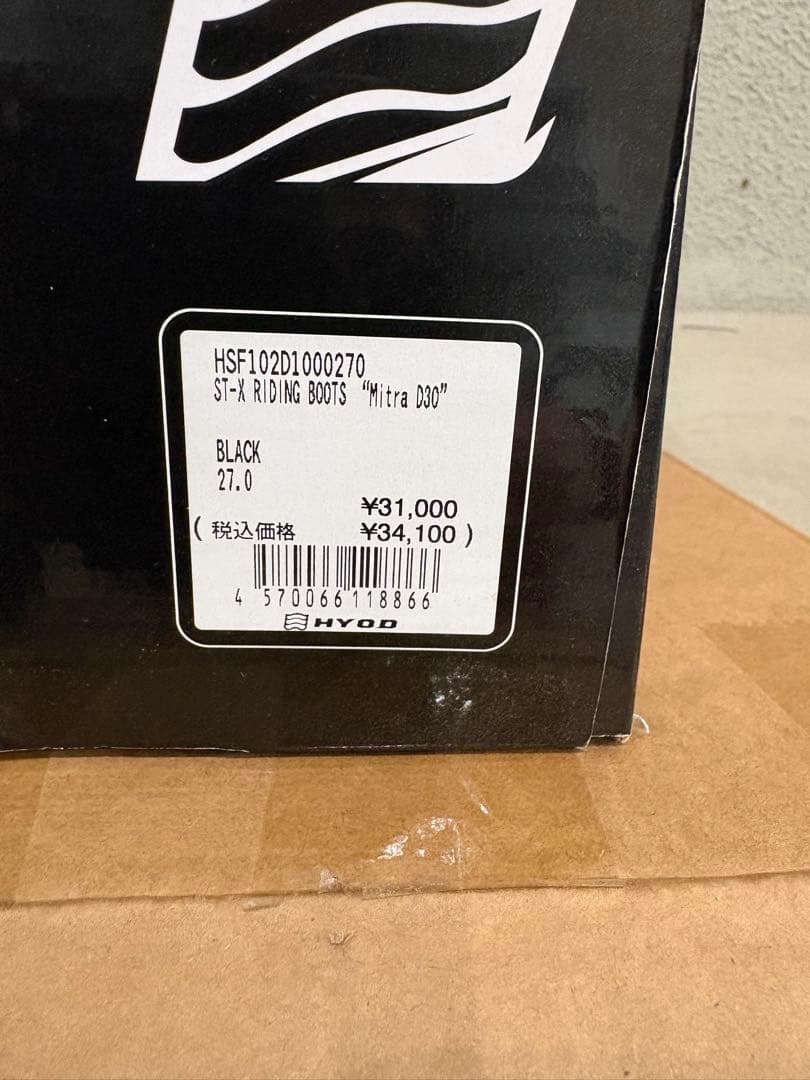 HSF102D1000270
ST-X RIDING BOOTS “Mitra D30”
BLACK
27.0
¥31,000
( 税込価格 ¥34,100 )
4 570066 118866
HYOD